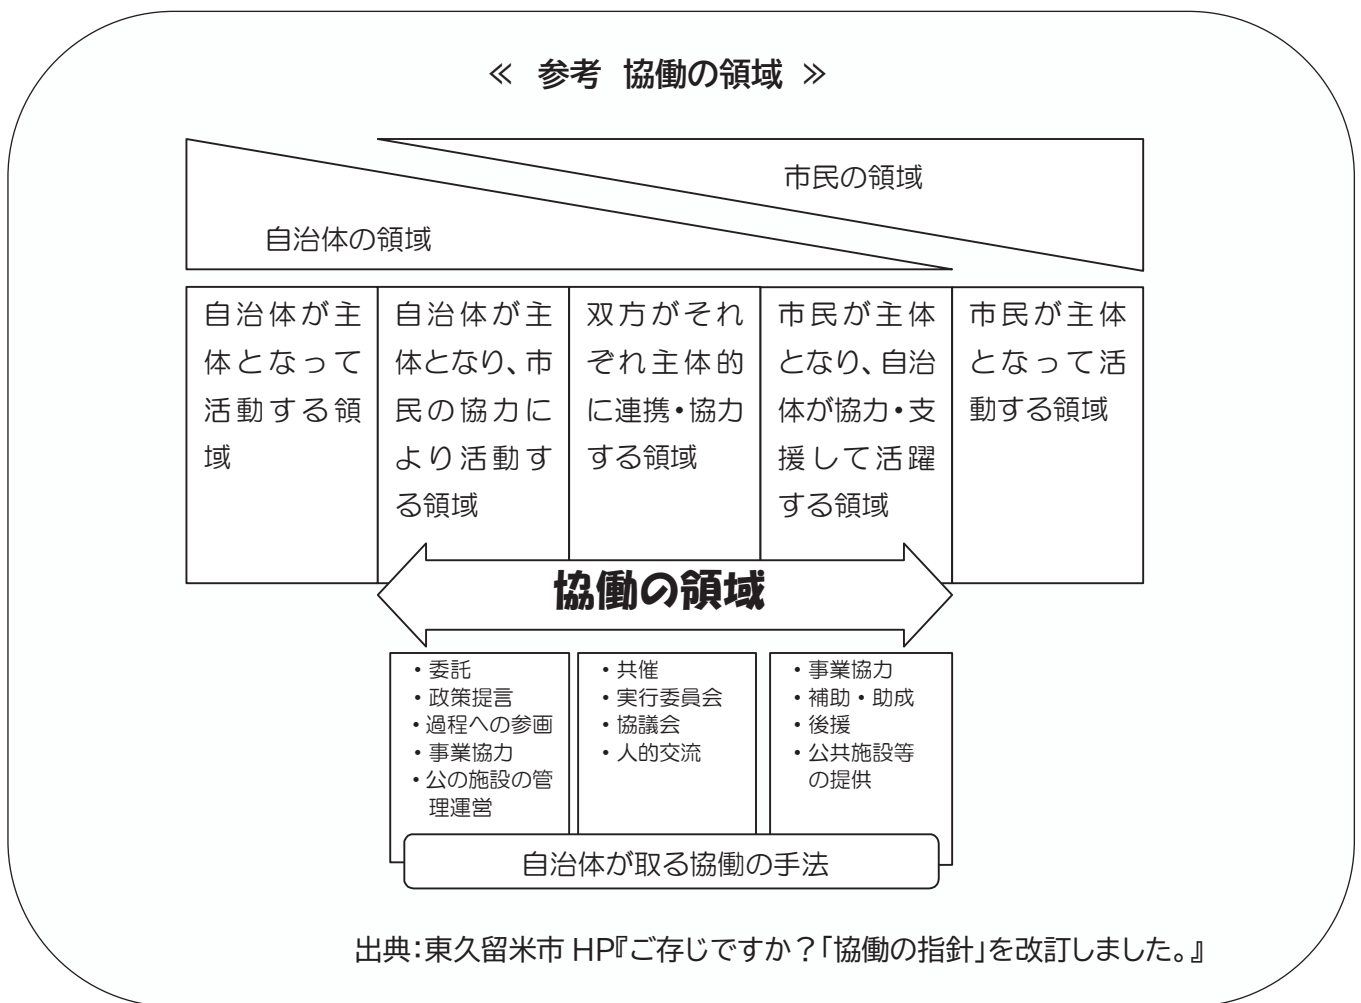 ≪ 参考 協働の領域 ≫
市民の領域
自治体の領域
自治体が主
体となって
活動する領
域
自治体が主
体となり、市
民の協力に
より活動す
る領域
双方がそれ
ぞれ主体的
に連携・協力
する領域
市民が主体
となり、自治
体が協力・支
援して活躍
する領域
市民が主体
となって活
動する領域
協働の領域
・委託
・政策提言
・過程への参画
・事業協力
・公の施設の管
理運営
・共催
・実行委員会
・協議会
・人的交流
・事業協力
・補助・助成
・後援
・公共施設等
の提供
自治体が取る協働の手法
出典：東久留米市 HP『ご存じですか？「協働の指針」を改訂しました。』